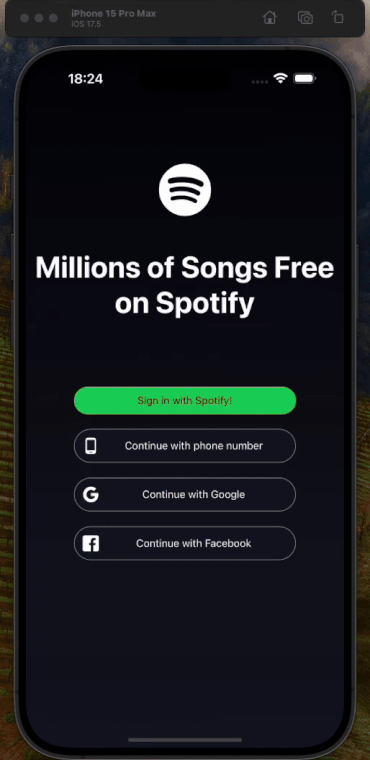 iPhone 15 Pro Max
iOS 17.5
18:24
Millions of Songs Free
on Spotify
Sign in with Spotify!
Continue with phone number
G Continue with Google
f Continue with Facebook